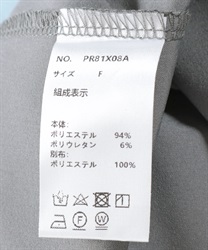 NO. PR81X08A
サイズ F
組成表示
本体:
ポリエステル 94%
ポリウレタン 6%
別布:
ポリエステル 100%